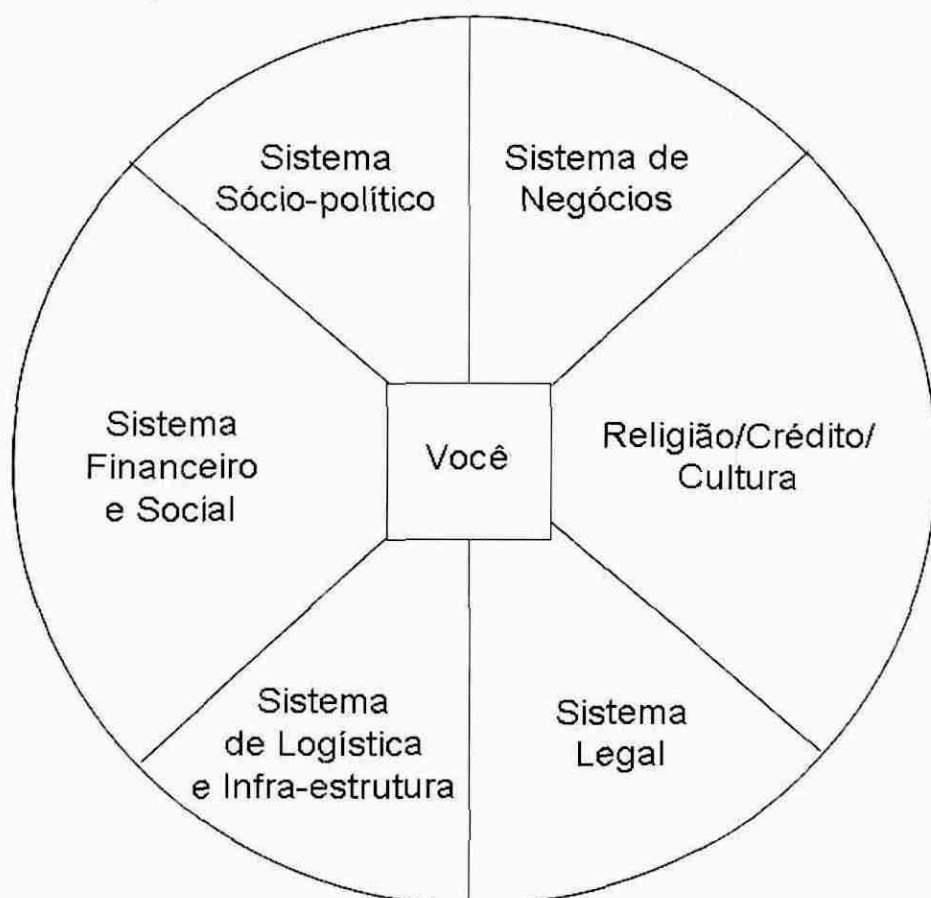 Sistema
Sócio-político
Sistema de
Negócios
Sistema
Financeiro
e Social
Você
Religião/Crédito/
Cultura
Sistema
de Logística
e Infra-estrutura
Sistema
Legal